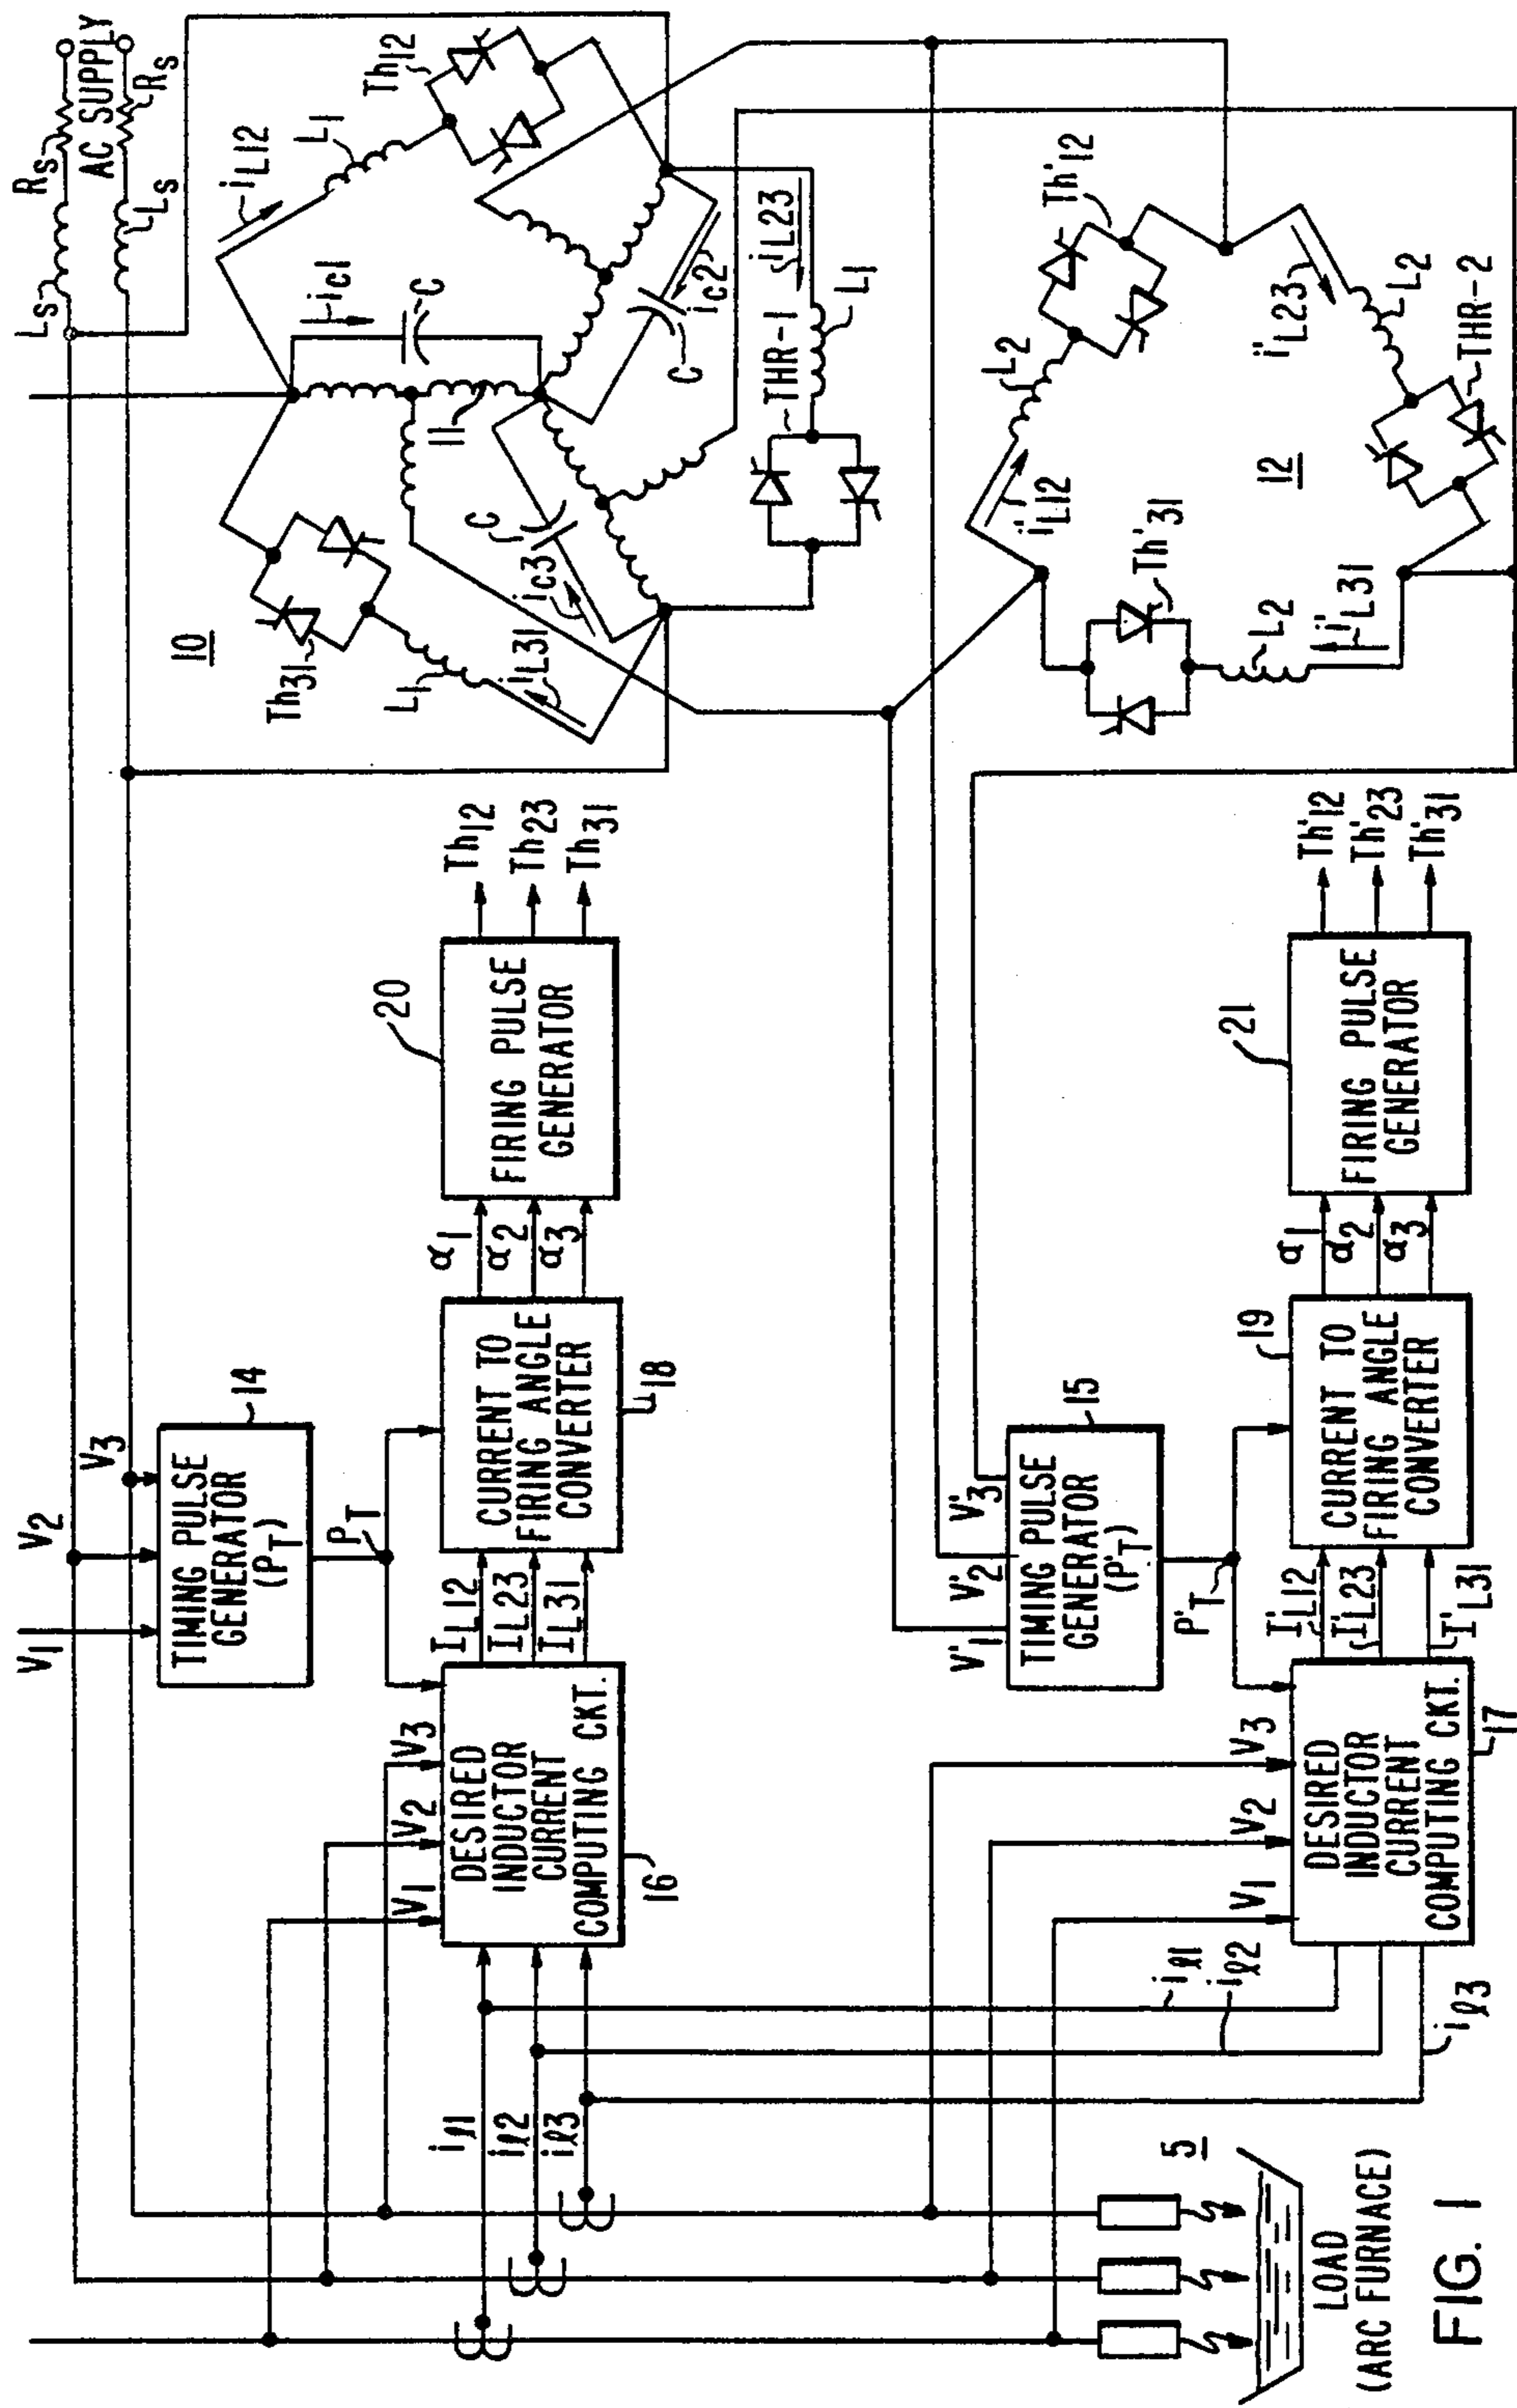 Ls
Rs
AC SUPPLY
Ls
Rs
iL12
L1
Th12
ic1
C
11
10
Th31
L1
iL31
ic3
C
ic2
C
iL23
L1
THR-1
V1
V2
V3
TIMING PULSE
GENERATOR
(PT)
14
PT
V1
V2
V3
DESIRED
INDUCTOR
CURRENT
COMPUTING CKT.
16
IL12
IL23
IL31
CURRENT TO
FIRING ANGLE
CONVERTER
18
α1
α2
α3
FIRING PULSE
GENERATOR
20
Th12
Th23
Th31
iℓ1
iℓ2
iℓ3
V'1
V'2
V'3
TIMING PULSE
GENERATOR
(P'T)
15
P'T
V1
V2
V3
DESIRED
INDUCTOR
CURRENT
COMPUTING CKT.
17
iℓ1
iℓ2
iℓ3
I'L12
I'L23
I'L31
CURRENT TO
FIRING ANGLE
CONVERTER
19
α1
α2
α3
FIRING PULSE
GENERATOR
21
Th'12
Th'23
Th'31
i'L12
L2
Th'12
i'L23
L2
THR-2
12
Th'31
L2
i'L31
5
LOAD
(ARC FURNACE)
FIG. 1